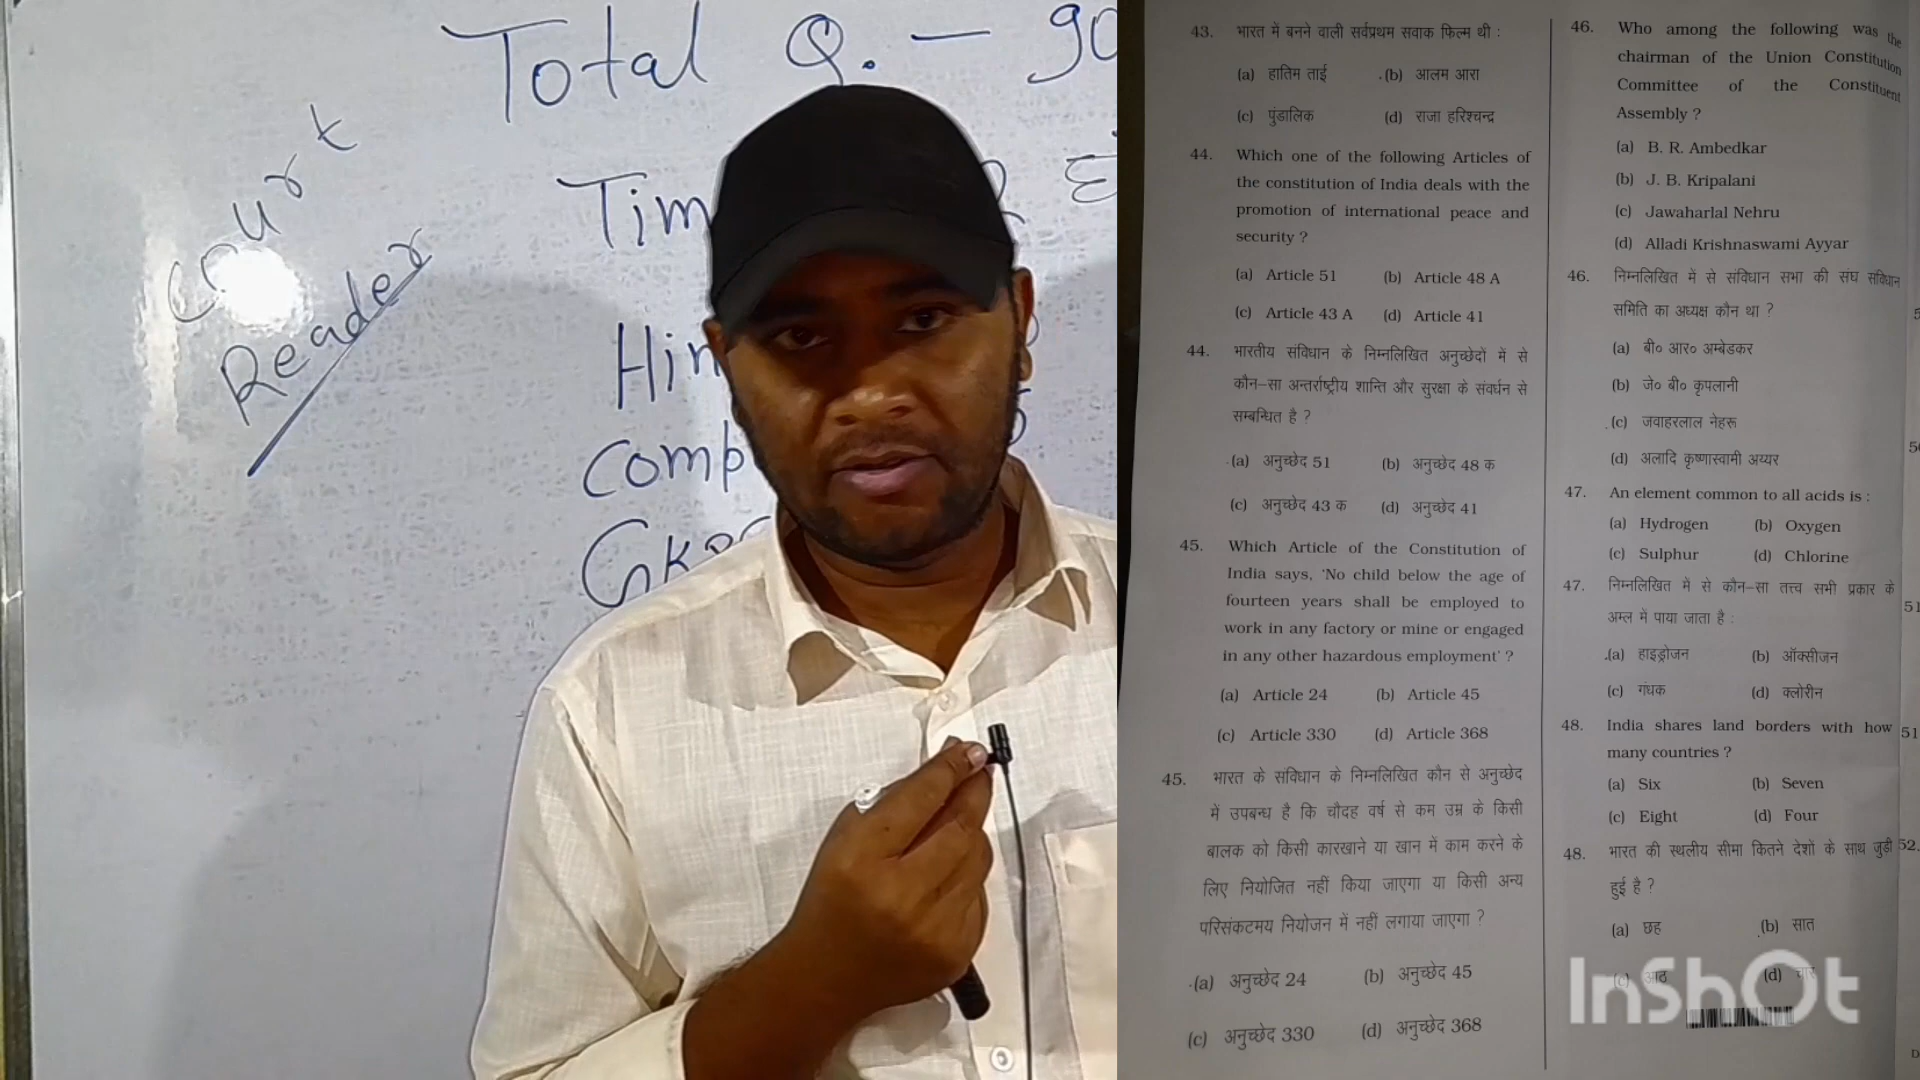 Total Q. - 90
Court
Reader
43. भारत में बनने वाली सर्वप्रथम सवाक फिल्म थी :
(a) हातिम ताई (b) आलम आरा
(c) पुंडालिक (d) राजा हरिश्चन्द्र
44. Which one of the following Articles of
the constitution of India deals with the
promotion of international peace and
security ?
(a) Article 51 (b) Article 48 A
(c) Article 43 A (d) Article 41
44. भारतीय संविधान के निम्नलिखित अनुच्छेदों में से
कौन-सा अन्तर्राष्ट्रीय शान्ति और सुरक्षा के संवर्धन से
सम्बन्धित है ?
(a) अनुच्छेद 51 (b) अनुच्छेद 48 क
(c) अनुच्छेद 43 क (d) अनुच्छेद 41
45. Which Article of the Constitution of
India says, 'No child below the age of
fourteen years shall be employed to
work in any factory or mine or engaged
in any other hazardous employment' ?
(a) Article 24 (b) Article 45
(c) Article 330 (d) Article 368
45. भारत के संविधान के निम्नलिखित कौन से अनुच्छेद
में उपबन्ध है कि चौदह वर्ष से कम उम्र के किसी
बालक को किसी कारखाने या खान में काम करने के
लिए नियोजित नहीं किया जाएगा या किसी अन्य
परिसंकटमय नियोजन में नहीं लगाया जाएगा ?
(a) अनुच्छेद 24 (b) अनुच्छेद 45
(c) अनुच्छेद 330 (d) अनुच्छेद 368
46. Who among the following was the
chairman of the Union Constitution
Committee of the Constituent
Assembly ?
(a) B. R. Ambedkar
(b) J. B. Kripalani
(c) Jawaharlal Nehru
(d) Alladi Krishnaswami Ayyar
46. निम्नलिखित में से संविधान सभा की संघ संविधान
समिति का अध्यक्ष कौन था ?
(a) बी० आर० अम्बेडकर
(b) जे० बी० कृपलानी
(c) जवाहरलाल नेहरू
(d) अलादि कृष्णास्वामी अय्यर
47. An element common to all acids is :
(a) Hydrogen (b) Oxygen
(c) Sulphur (d) Chlorine
47. निम्नलिखित में से कौन-सा तत्त्व सभी प्रकार के
अम्ल में पाया जाता है :
(a) हाइड्रोजन (b) ऑक्सीजन
(c) गंधक (d) क्लोरीन
48. India shares land borders with how
many countries ?
(a) Six (b) Seven
(c) Eight (d) Four
48. भारत की स्थलीय सीमा कितने देशों के साथ जुड़ी
हुई है ?
(a) छह (b) सात
(c) आठ (d) चार
InShOt
51
51
52.